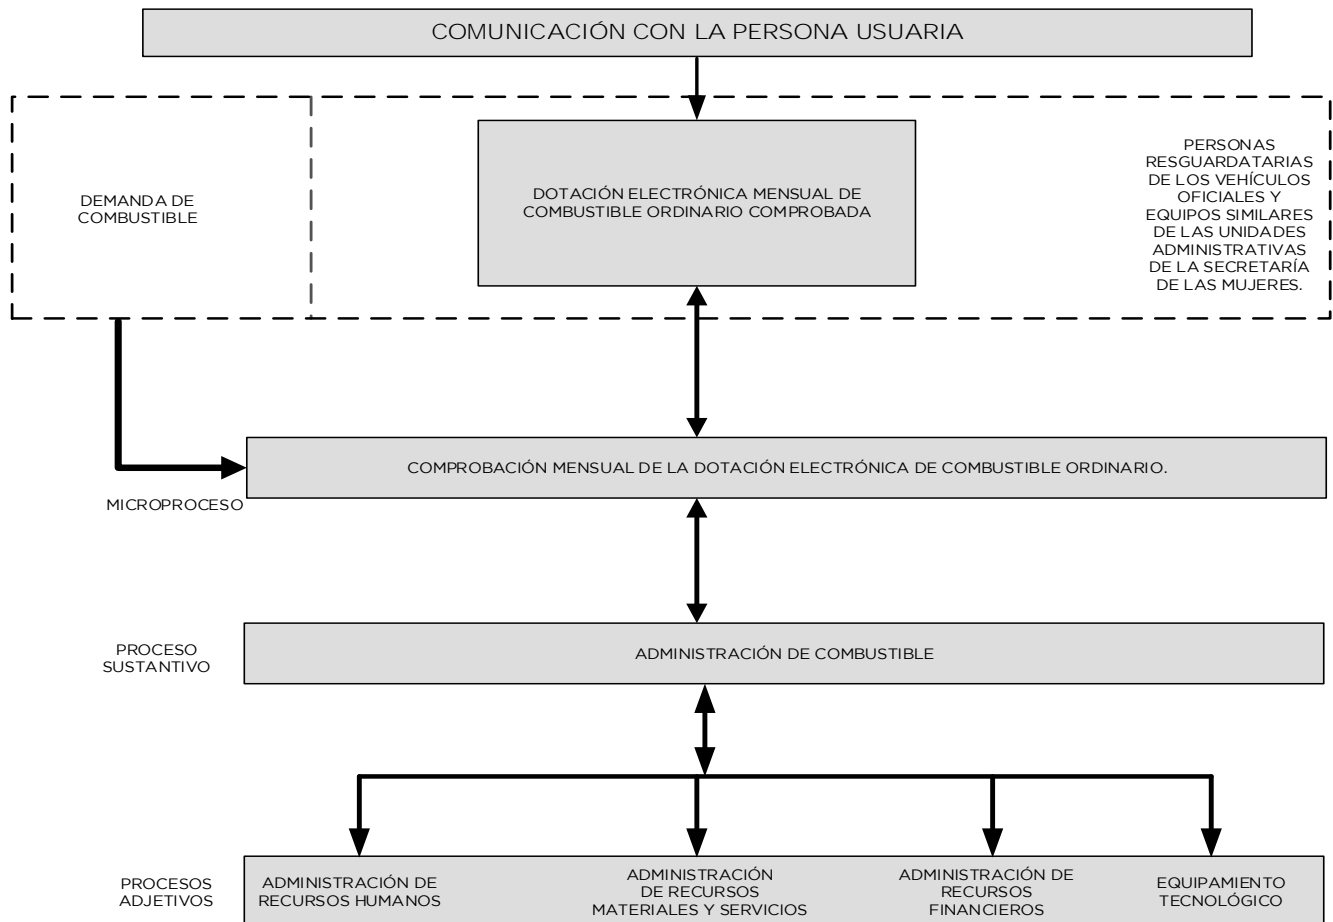 COMUNICACIÓN CON LA PERSONA USUARIA
DEMANDA DE
COMBUSTIBLE
DOTACIÓN ELECTRÓNICA MENSUAL DE
COMBUSTIBLE ORDINARIO COMPROBADA
PERSONAS
RESGUARDATARIAS
DE LOS VEHÍCULOS
OFICIALES Y
EQUIPOS SIMILARES
DE LAS UNIDADES
ADMINISTRATIVAS
DE LA SECRETARÍA
DE LAS MUJERES.
COMPROBACIÓN MENSUAL DE LA DOTACIÓN ELECTRÓNICA DE COMBUSTIBLE ORDINARIO.
MICROPROCESO
PROCESO
SUSTANTIVO
ADMINISTRACIÓN DE COMBUSTIBLE
PROCESOS
ADJETIVOS
ADMINISTRACIÓN DE
RECURSOS HUMANOS
ADMINISTRACIÓN
DE RECURSOS
MATERIALES Y SERVICIOS
ADMINISTRACIÓN DE
RECURSOS
FINANCIEROS
EQUIPAMIENTO
TECNOLÓGICO